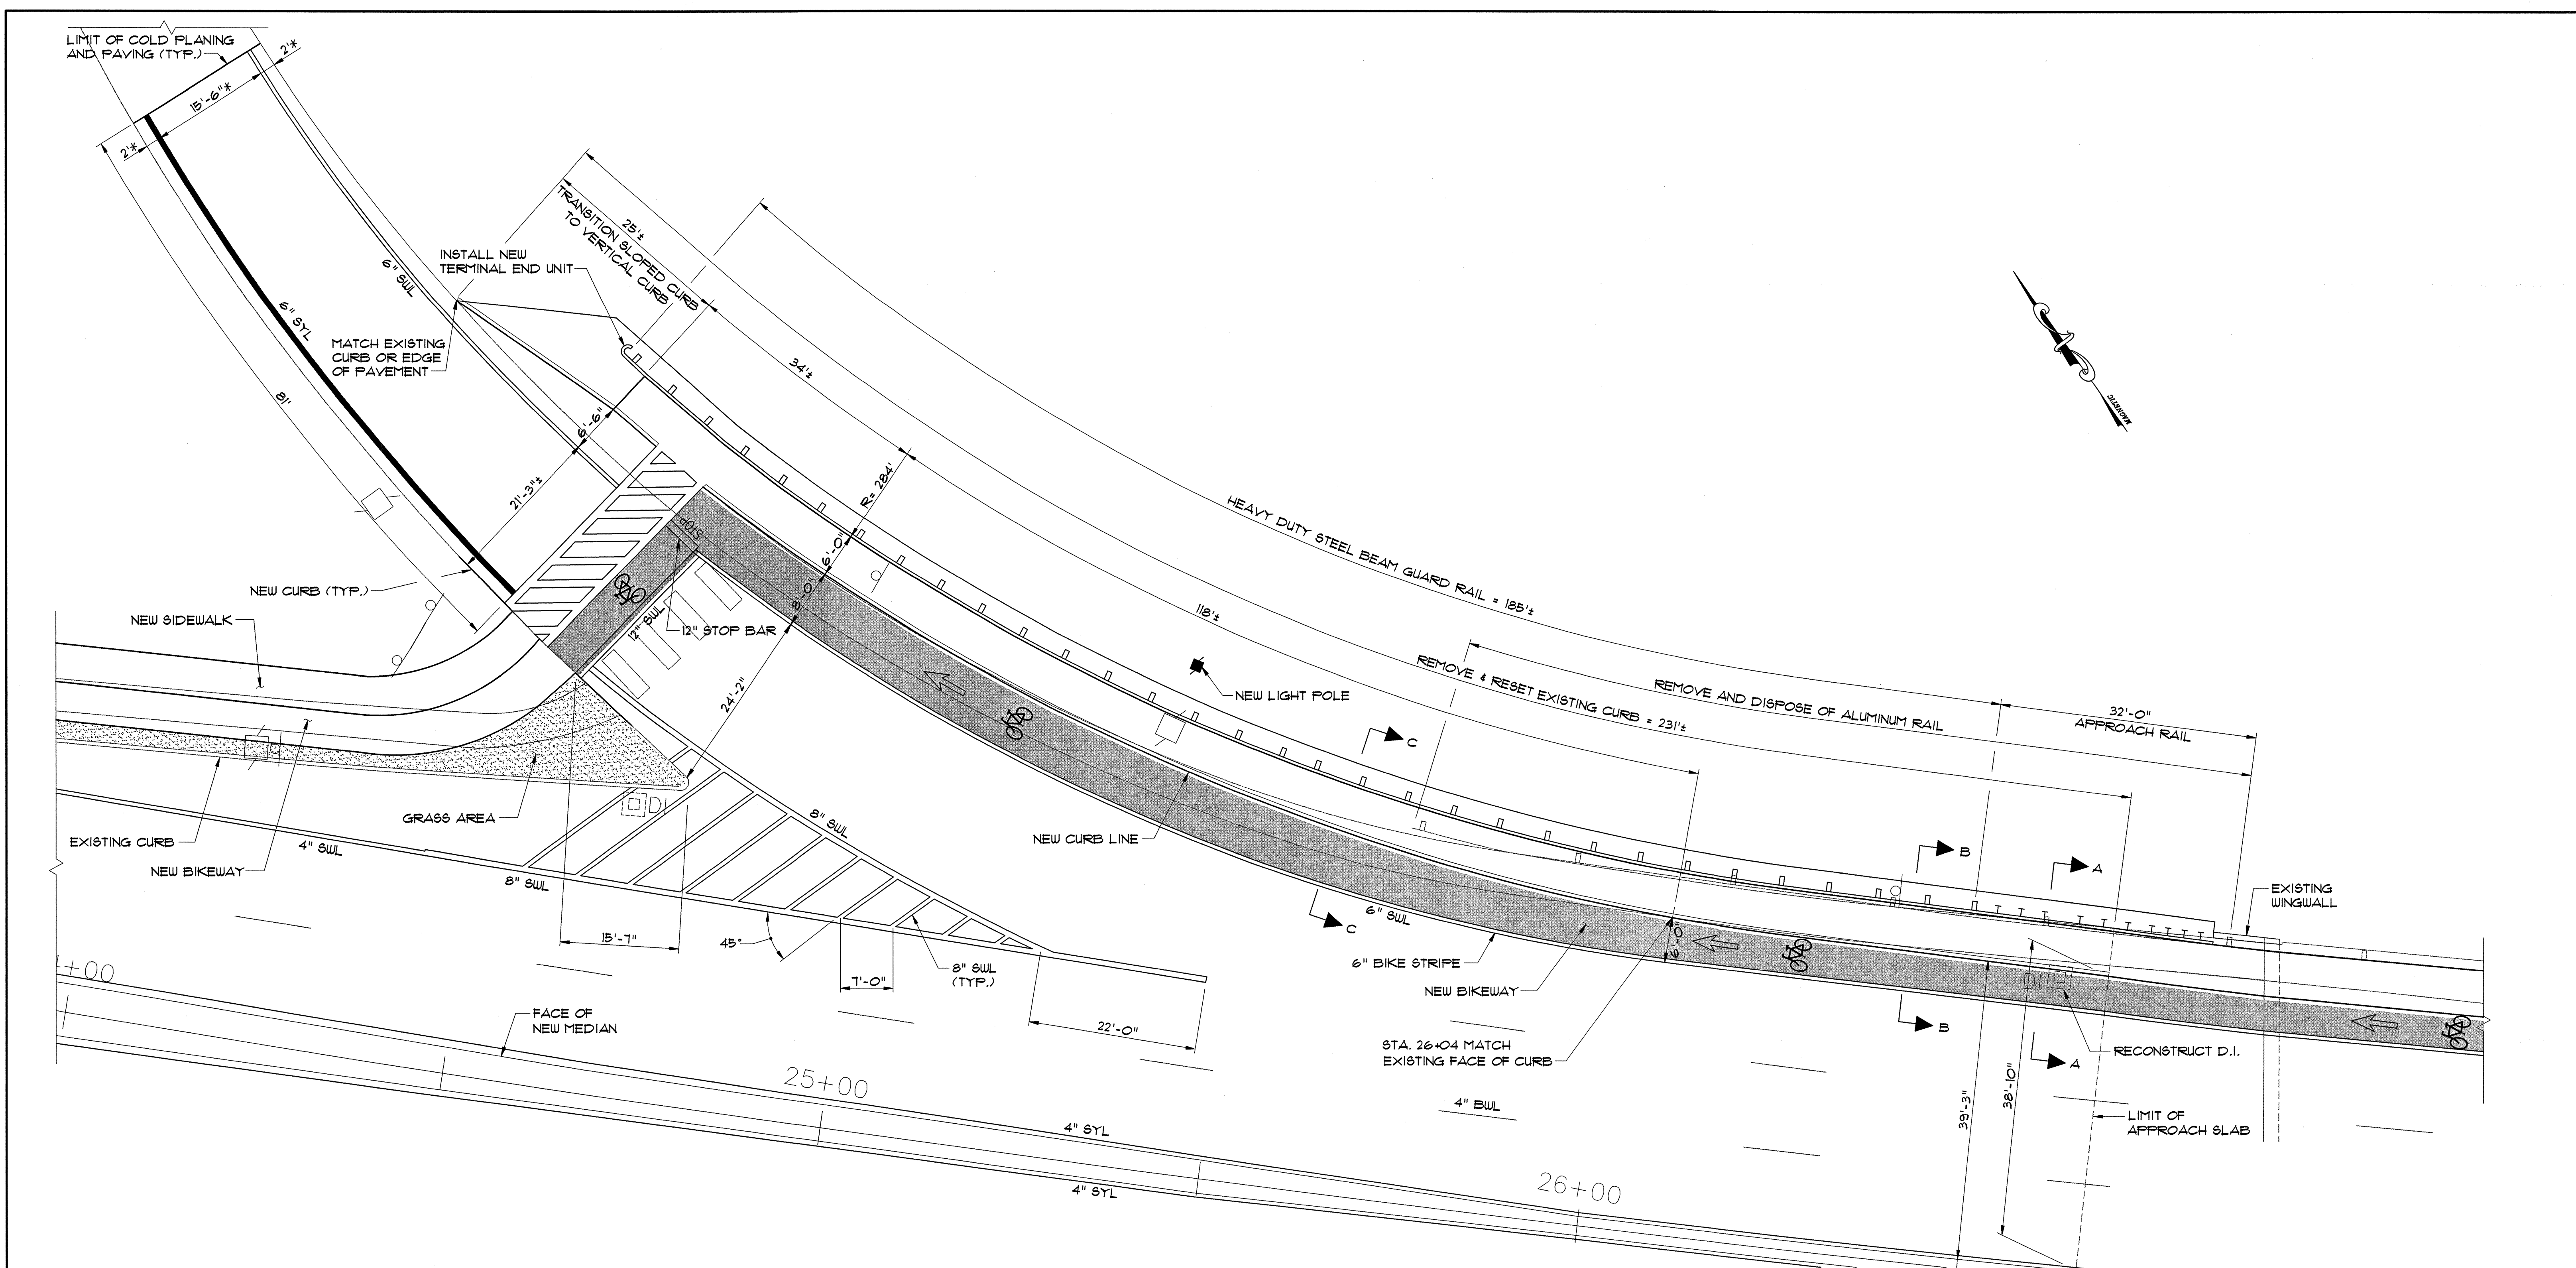 LIMIT OF COLD PLANING
AND PAVING (TYP.)
2'*
15'-6"*
2'*
6" SWL
6" SYL
81'
MATCH EXISTING
CURB OR EDGE
OF PAVEMENT
INSTALL NEW
TERMINAL END UNIT
25'±
TRANSITION SLOPED CURB
TO VERTICAL CURB
34'±
6'-6"
21'-3"±
R= 284'
6'-0"
8'-0"
24'-2"
HEAVY DUTY STEEL BEAM GUARD RAIL = 185'±
118'±
REMOVE & RESET EXISTING CURB = 231'±
REMOVE AND DISPOSE OF ALUMINUM RAIL
32'-0"
APPROACH RAIL
MAGNETIC
NEW CURB (TYP.)
NEW SIDEWALK
STOP
12" SWL
12" STOP BAR
NEW LIGHT POLE
C
NEW CURB LINE
GRASS AREA
DI
EXISTING CURB
NEW BIKEWAY
4" SWL
8" SWL
8" SWL
15'-7"
45°
7'-0"
8" SWL
(TYP.)
22'-0"
C
6" SWL
6" BIKE STRIPE
NEW BIKEWAY
6'-0"
STA. 26+04 MATCH
EXISTING FACE OF CURB
B
A
EXISTING
WINGWALL
DI
B
A
RECONSTRUCT D.I.
39'-3"
38'-10"
LIMIT OF
APPROACH SLAB
4" BWL
+00
FACE OF
NEW MEDIAN
25+00
4" SYL
4" SYL
26+00